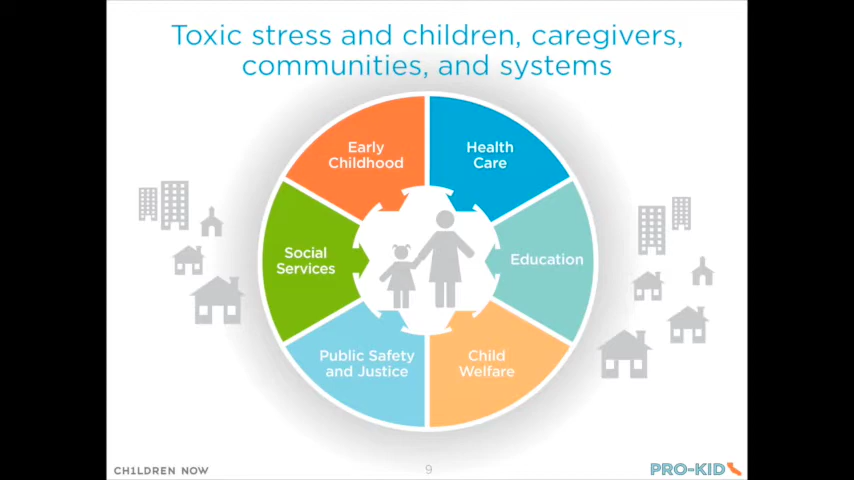 Toxic stress and children, caregivers,
communities, and systems
Early
Childhood
Health
Care
Social
Services
Education
Public Safety
and Justice
Child
Welfare
CH1LDREN NOW
9
PRO-KID